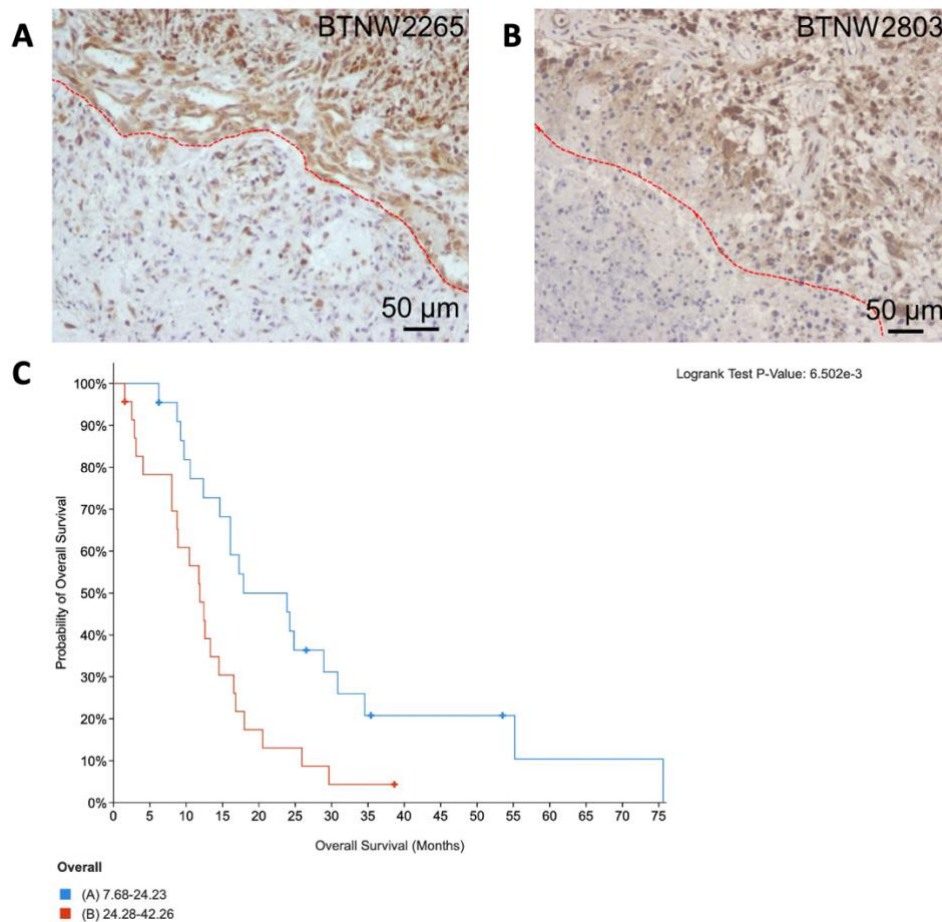 A
BTNW2265
50 µm
B
BTNW2803
50 µm
C
Logrank Test P-Value: 6.502e-3
Probability of Overall Survival
100%
90%
80%
70%
60%
50%
40%
30%
20%
10%
0%
0 5 10 15 20 25 30 35 40 45 50 55 60 65 70 75
Overall Survival (Months)
Overall
(A) 7.68-24.23
(B) 24.28-42.26